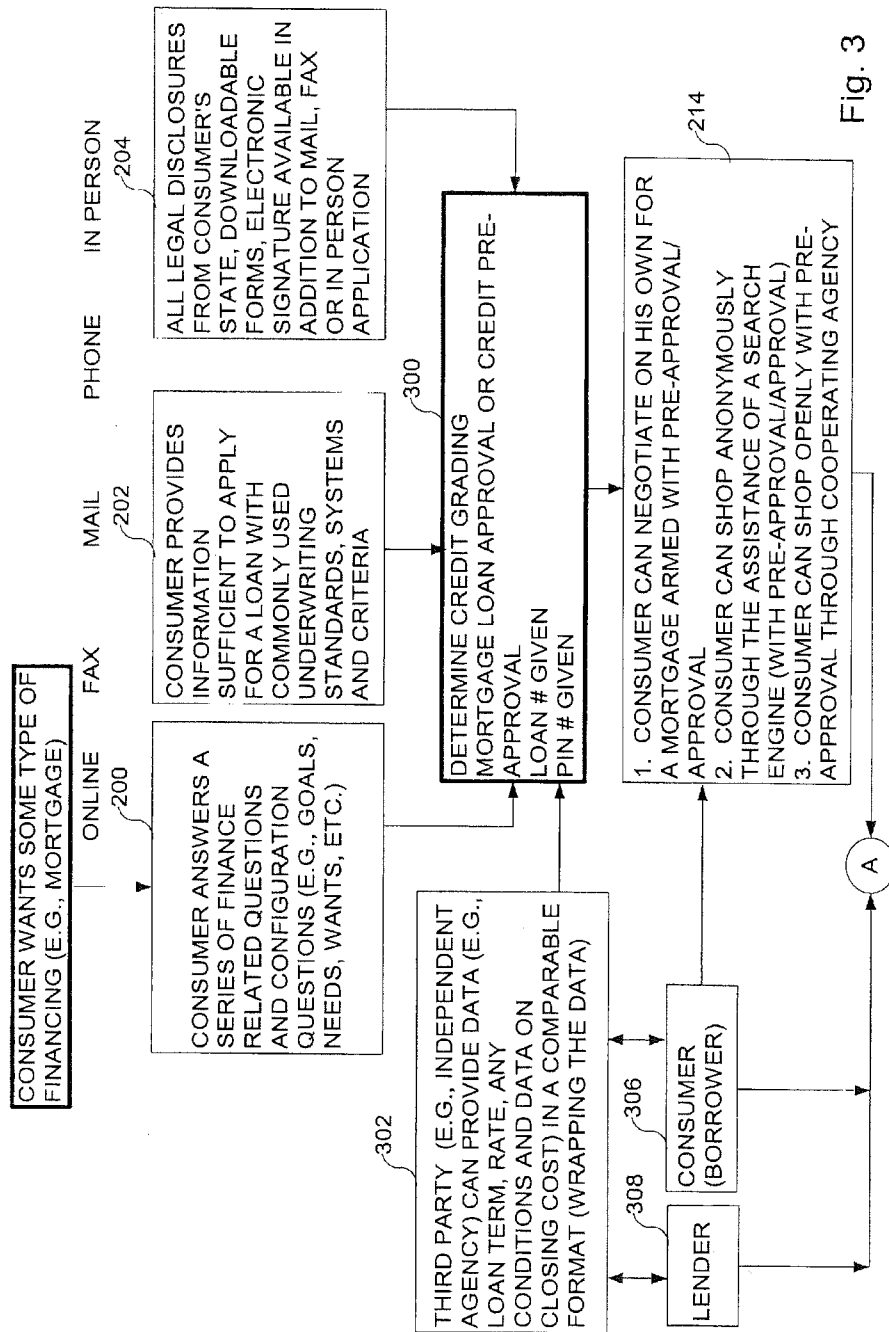 CONSUMER WANTS SOME TYPE OF
FINANCING (E.G., MORTGAGE)
ONLINE FAX MAIL PHONE IN PERSON
200
202
204
CONSUMER ANSWERS A
SERIES OF FINANCE
RELATED QUESTIONS
AND CONFIGURATION
QUESTIONS (E.G., GOALS,
NEEDS, WANTS, ETC.)
CONSUMER PROVIDES
INFORMATION
SUFFICIENT TO APPLY
FOR A LOAN WITH
COMMONLY USED
UNDERWRITING
STANDARDS, SYSTEMS
AND CRITERIA
ALL LEGAL DISCLOSURES
FROM CONSUMER'S
STATE, DOWNLOADABLE
FORMS, ELECTRONIC
SIGNATURE AVAILABLE IN
ADDITION TO MAIL, FAX
OR IN PERSON
APPLICATION
302
THIRD PARTY (E.G., INDEPENDENT
AGENCY) CAN PROVIDE DATA (E.G.,
LOAN TERM, RATE, ANY
CONDITIONS AND DATA ON
CLOSING COST) IN A COMPARABLE
FORMAT (WRAPPING THE DATA)
300
DETERMINE CREDIT GRADING
MORTGAGE LOAN APPROVAL OR CREDIT PRE-
APPROVAL
LOAN # GIVEN
PIN # GIVEN
308
LENDER
306
CONSUMER
(BORROWER)
214
1. CONSUMER CAN NEGOTIATE ON HIS OWN FOR
A MORTGAGE ARMED WITH PRE-APPROVAL/
APPROVAL
2. CONSUMER CAN SHOP ANONYMOUSLY
THROUGH THE ASSISTANCE OF A SEARCH
ENGINE (WITH PRE-APPROVAL/APPROVAL)
3. CONSUMER CAN SHOP OPENLY WITH PRE-
APPROVAL THROUGH COOPERATING AGENCY
A
Fig. 3